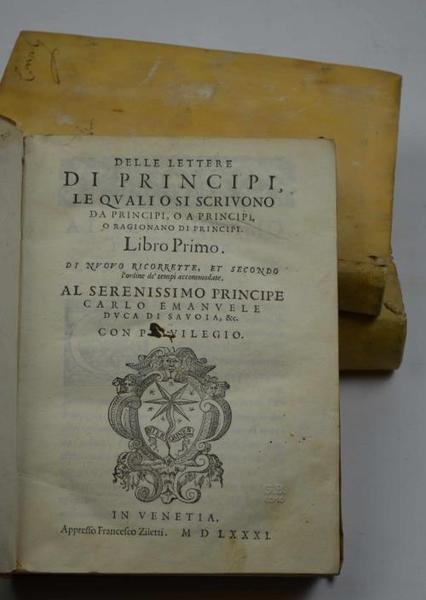 DELLE LETTERE
DI PRINCIPI,
LE QVALI O SI SCRIVONO
DA PRINCIPI, O A PRINCIPI,
O RAGIONANO DI PRINCIPI.
Libro Primo.
DI NVOVO RICORRETTE, ET SECONDO
l'ordine de' tempi accommodate.
AL SERENISSIMO PRINCIPE
CARLO EMANVELE
DVCA DI SAVOIA, &c.
CON PRIVILEGIO.
IN VENETIA,
Appresso Francesco Ziletti. M D LXXXI.